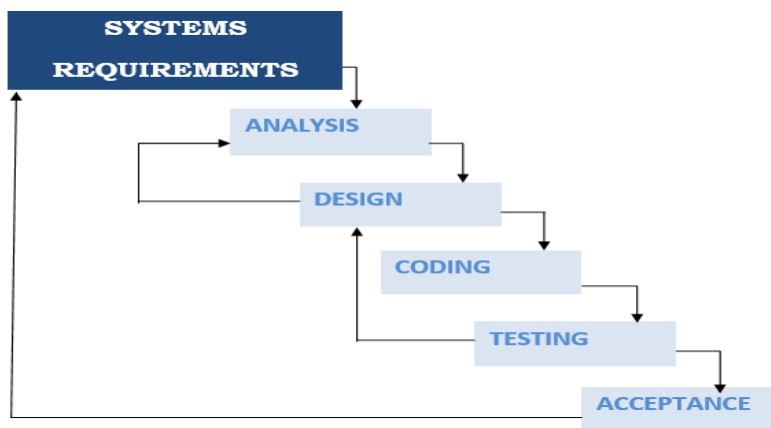 SYSTEMS
REQUIREMENTS
ANALYSIS
DESIGN
CODING
TESTING
ACCEPTANCE